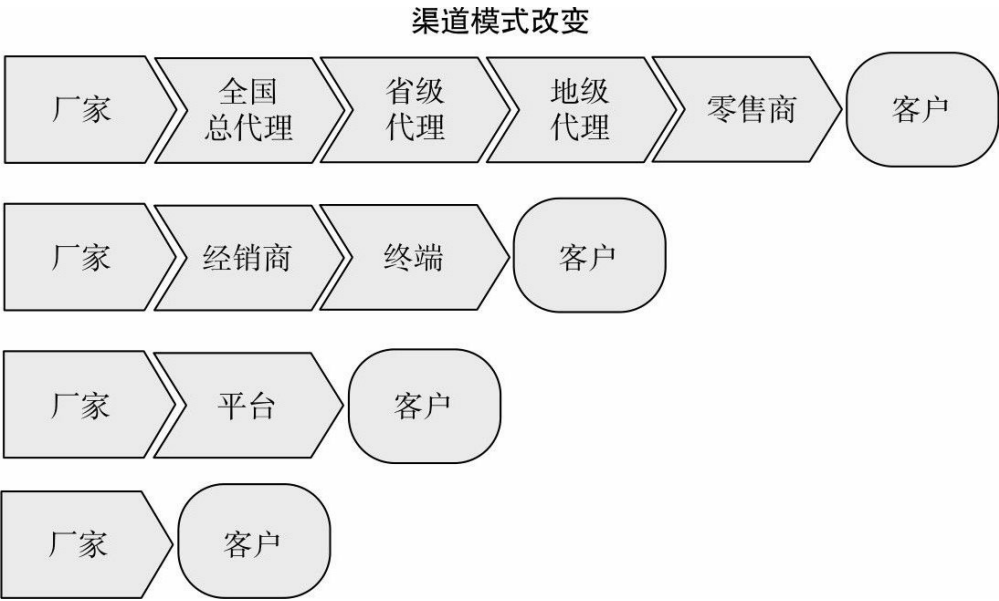 渠道模式改变
厂家
全国
总代理
省级
代理
地级
代理
零售商
客户
厂家
经销商
终端
客户
厂家
平台
客户
厂家
客户